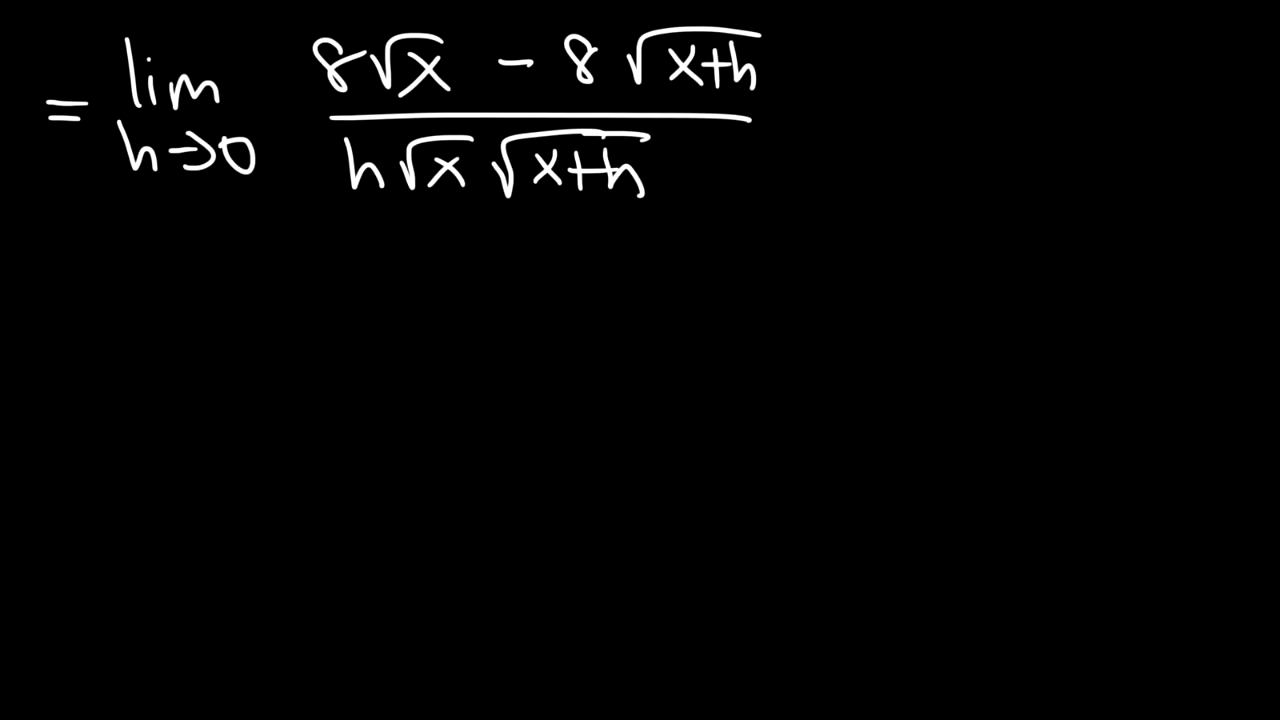 = lim h→0 (8√x - 8√(x+h)) / (h√x √(x+h))